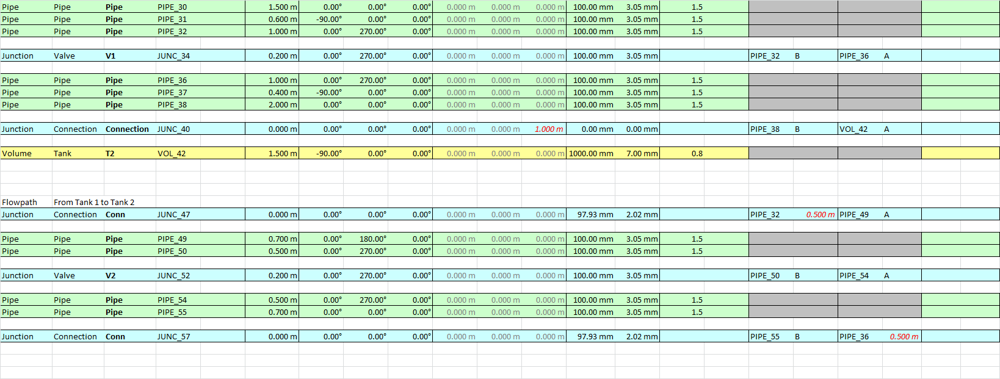 Pipe Pipe Pipe PIPE_30 1.500 m 0.00° 0.00° 0.00° 0.000 m 0.000 m 0.000 m 100.00 mm 3.05 mm 1.5
Pipe Pipe Pipe PIPE_31 0.600 m -90.00° 0.00° 0.00° 0.000 m 0.000 m 0.000 m 100.00 mm 3.05 mm 1.5
Pipe Pipe Pipe PIPE_32 1.000 m 0.00° 270.00° 0.00° 0.000 m 0.000 m 0.000 m 100.00 mm 3.05 mm 1.5
Junction Valve V1 JUNC_34 0.200 m 0.00° 270.00° 0.00° 0.000 m 0.000 m 0.000 m 100.00 mm 3.05 mm PIPE_32 B PIPE_36 A
Pipe Pipe Pipe PIPE_36 1.000 m 0.00° 270.00° 0.00° 0.000 m 0.000 m 0.000 m 100.00 mm 3.05 mm 1.5
Pipe Pipe Pipe PIPE_37 0.400 m -90.00° 0.00° 0.00° 0.000 m 0.000 m 0.000 m 100.00 mm 3.05 mm 1.5
Pipe Pipe Pipe PIPE_38 2.000 m 0.00° 0.00° 0.00° 0.000 m 0.000 m 0.000 m 100.00 mm 3.05 mm 1.5
Junction Connection Connection JUNC_40 0.000 m 0.00° 0.00° 0.00° 0.000 m 0.000 m 1.000 m 0.00 mm 0.00 mm PIPE_38 B VOL_42 A
Volume Tank T2 VOL_42 1.500 m -90.00° 0.00° 0.00° 0.000 m 0.000 m 0.000 m 1000.00 mm 7.00 mm 0.8
Flowpath From Tank 1 to Tank 2
Junction Connection Conn JUNC_47 0.000 m 0.00° 0.00° 0.00° 0.000 m 0.000 m 0.000 m 97.93 mm 2.02 mm PIPE_32 0.500 m PIPE_49 A
Pipe Pipe Pipe PIPE_49 0.700 m 0.00° 180.00° 0.00° 0.000 m 0.000 m 0.000 m 100.00 mm 3.05 mm 1.5
Pipe Pipe Pipe PIPE_50 0.500 m 0.00° 270.00° 0.00° 0.000 m 0.000 m 0.000 m 100.00 mm 3.05 mm 1.5
Junction Valve V2 JUNC_52 0.200 m 0.00° 270.00° 0.00° 0.000 m 0.000 m 0.000 m 100.00 mm 3.05 mm PIPE_50 B PIPE_54 A
Pipe Pipe Pipe PIPE_54 0.500 m 0.00° 270.00° 0.00° 0.000 m 0.000 m 0.000 m 100.00 mm 3.05 mm 1.5
Pipe Pipe Pipe PIPE_55 0.700 m 0.00° 0.00° 0.00° 0.000 m 0.000 m 0.000 m 100.00 mm 3.05 mm 1.5
Junction Connection Conn JUNC_57 0.000 m 0.00° 0.00° 0.00° 0.000 m 0.000 m 0.000 m 97.93 mm 2.02 mm PIPE_55 B PIPE_36 0.500 m